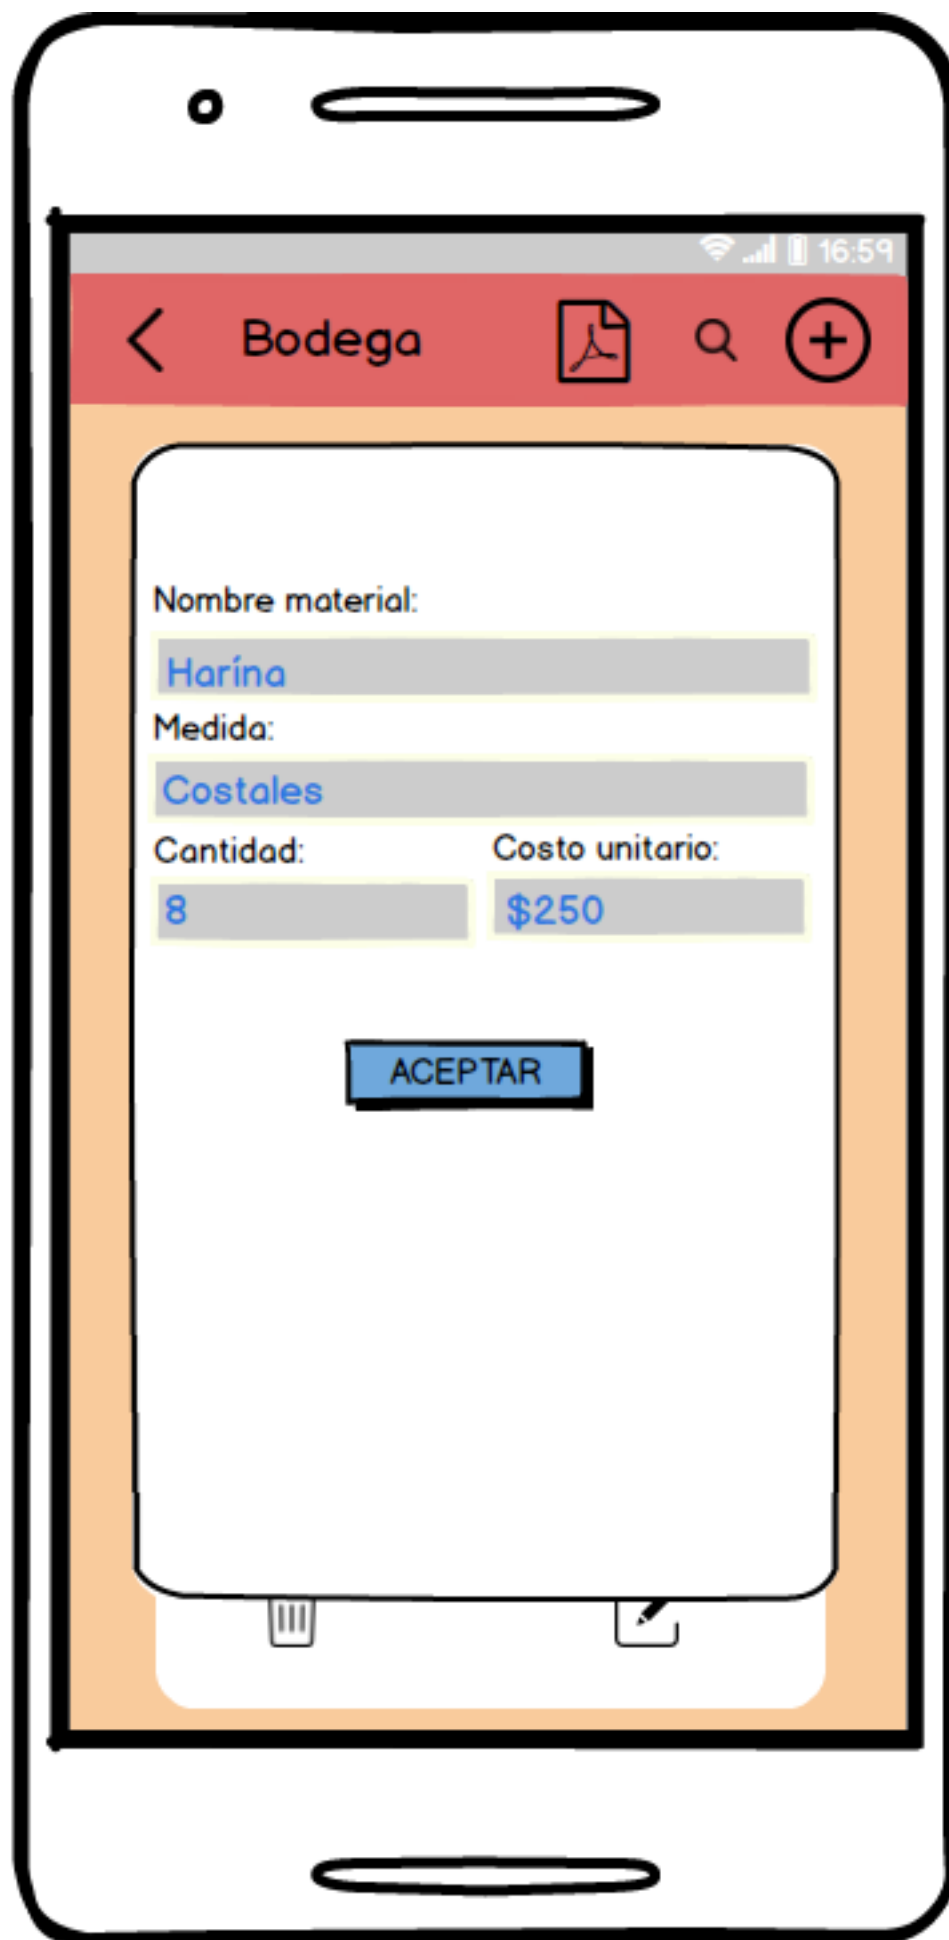 16:59
Bodega
Nombre material:
Harína
Medida:
Costales
Cantidad: Costo unitario:
8 $250
ACEPTAR